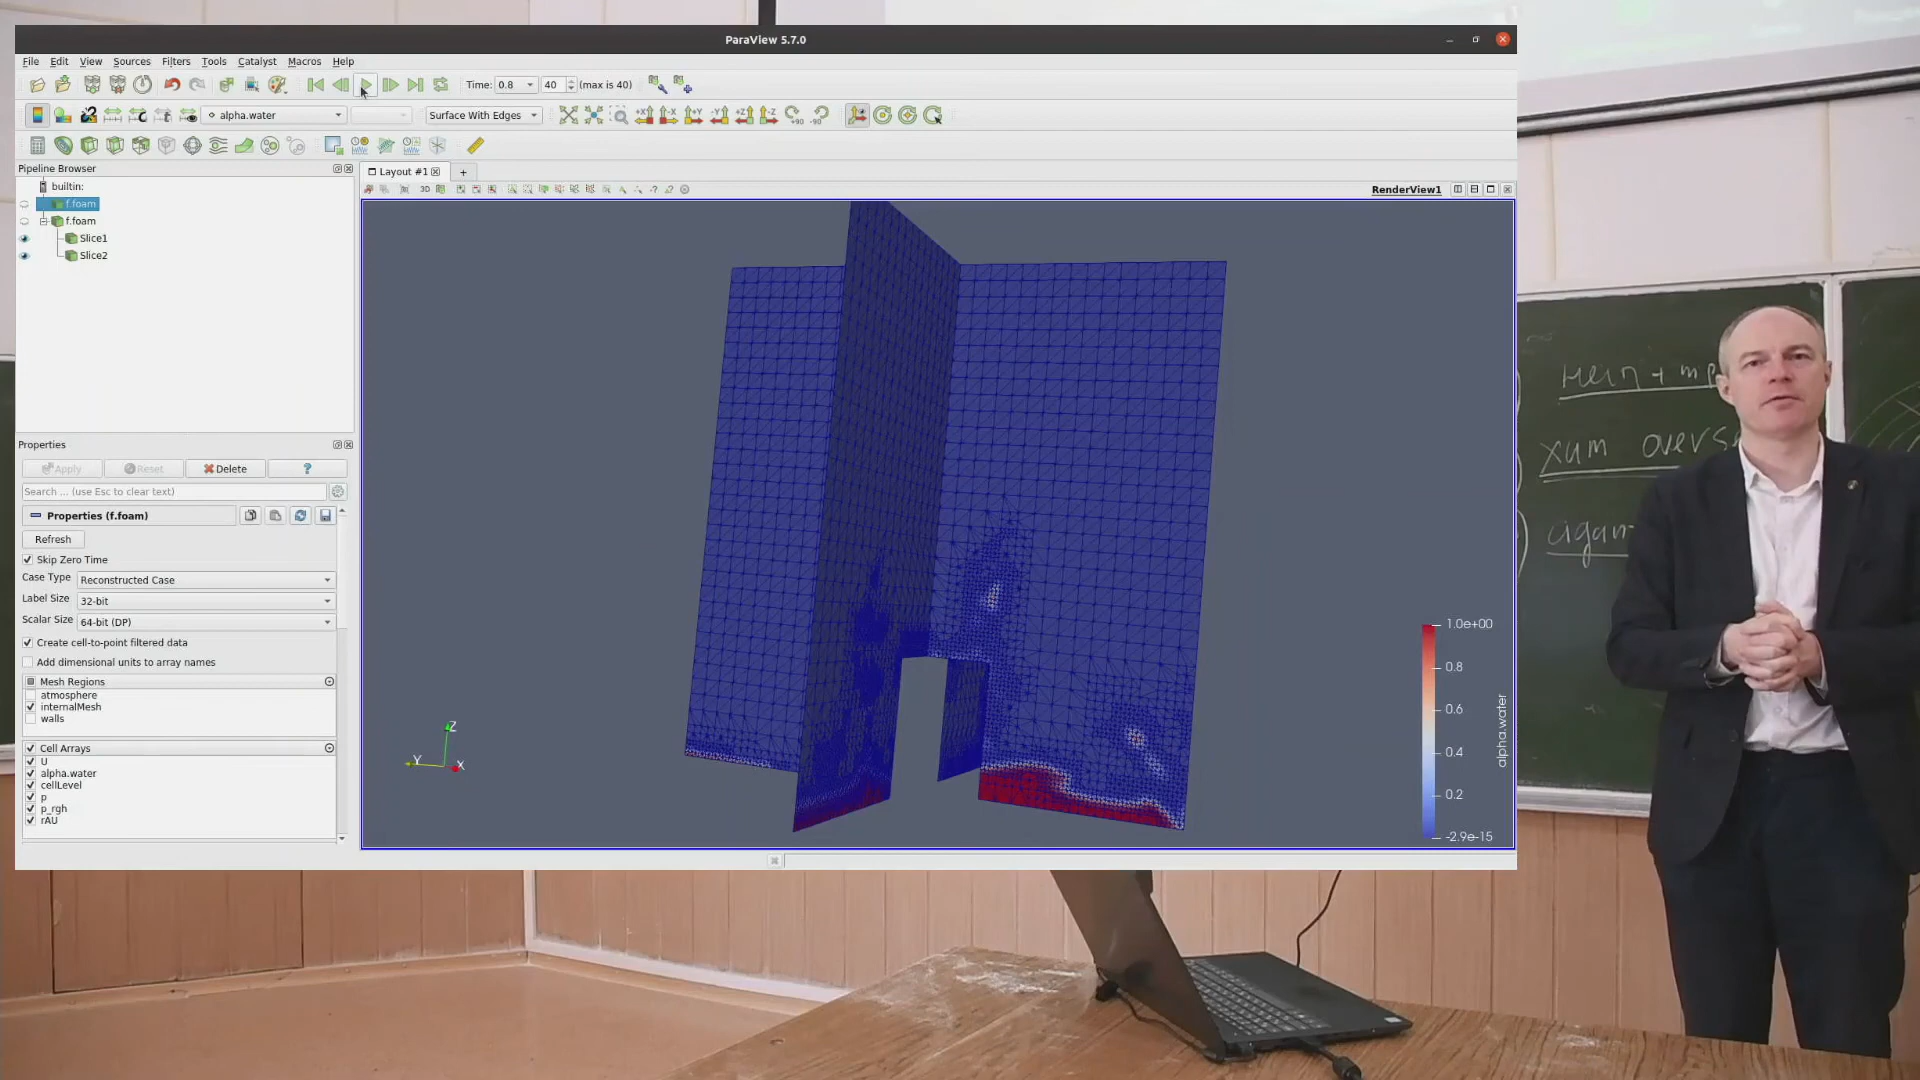 ParaView 5.7.0
File Edit View Sources Filters Tools Catalyst Macros Help
Time: 0.8 40 (max is 40)
alpha.water Surface With Edges
Pipeline Browser
Layout #1
builtin:
RenderView1
f.foam
f.foam
Slice1
Slice2
Properties
Apply Reset Delete ?
Search ... (use Esc to clear text)
Properties (f.foam)
Refresh
Skip Zero Time
Case Type Reconstructed Case
Label Size 32-bit
Scalar Size 64-bit (DP)
Create cell-to-point filtered data
Add dimensional units to array names
Mesh Regions
atmosphere
internalMesh
walls
Cell Arrays
U
alpha.water
cellLevel
p
p_rgh
rAU
Z
Y
X
1.0e+00
0.8
0.6
0.4
0.2
-2.9e-15
alpha.water